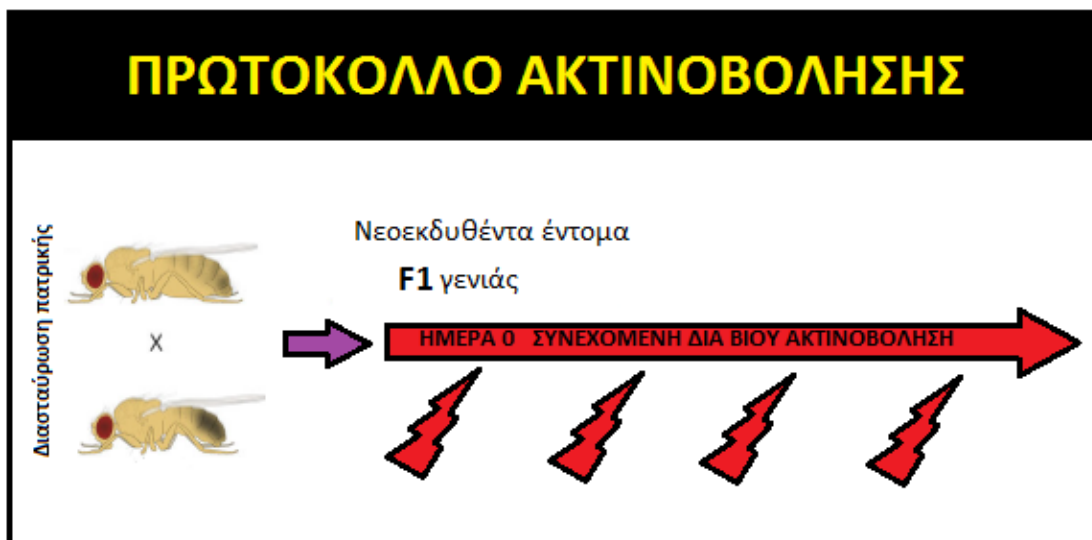 ΠΡΩΤΟΚΟΛΛΟ ΑΚΤΙΝΟΒΟΛΗΣΗΣ
Διασταύρωση πατρικής
X
Νεοεκδυθέντα έντομα
F1 γενιάς
ΗΜΕΡΑ 0 ΣΥΝΕΧΟΜΕΝΗ ΔΙΑ ΒΙΟΥ ΑΚΤΙΝΟΒΟΛΗΣΗ